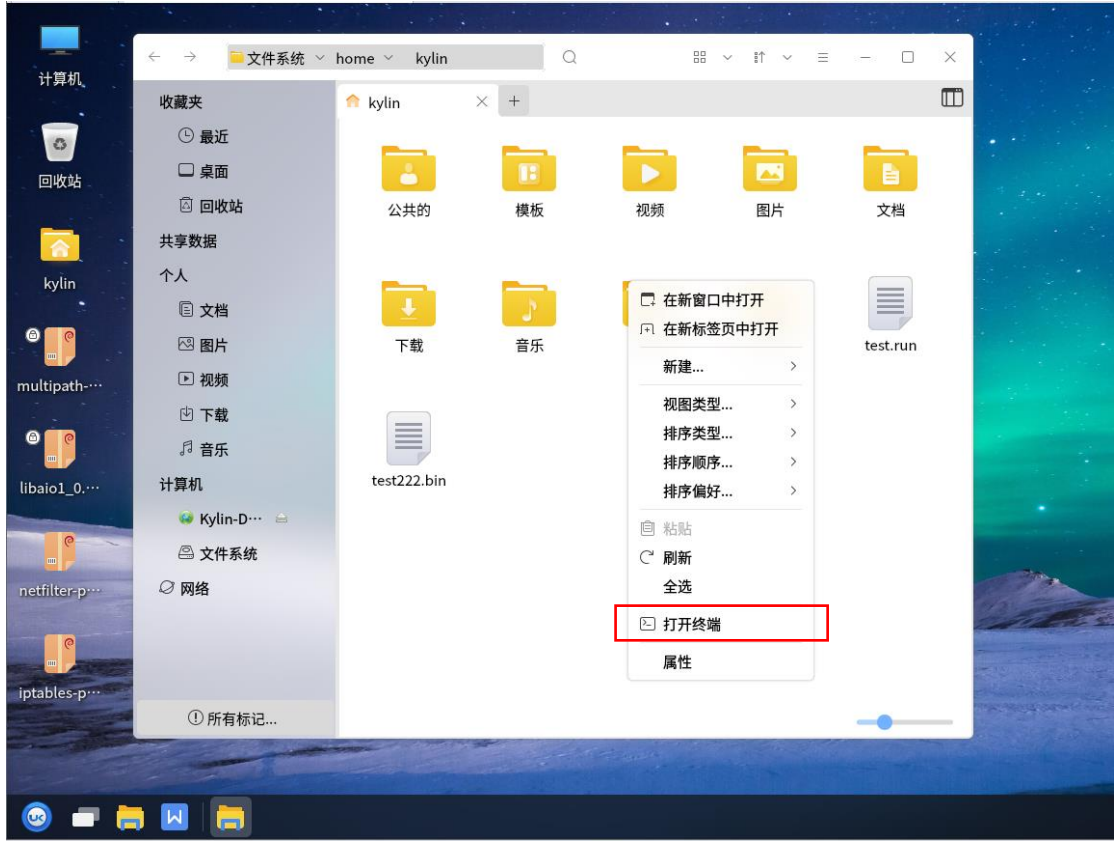 计算机
回收站
kylin
multipath-···
libaio1_0.···
netfilter-p···
iptables-p···
文件系统 home kylin
收藏夹
最近
桌面
回收站
共享数据
个人
文档
图片
视频
下载
音乐
计算机
Kylin-D···
文件系统
网络
所有标记...
kylin
公共的 模板 视频 图片 文档
下载 音乐 test.run
test222.bin
在新窗口中打开
在新标签页中打开
新建...
视图类型...
排序类型...
排序顺序...
排序偏好...
粘贴
刷新
全选
打开终端
属性